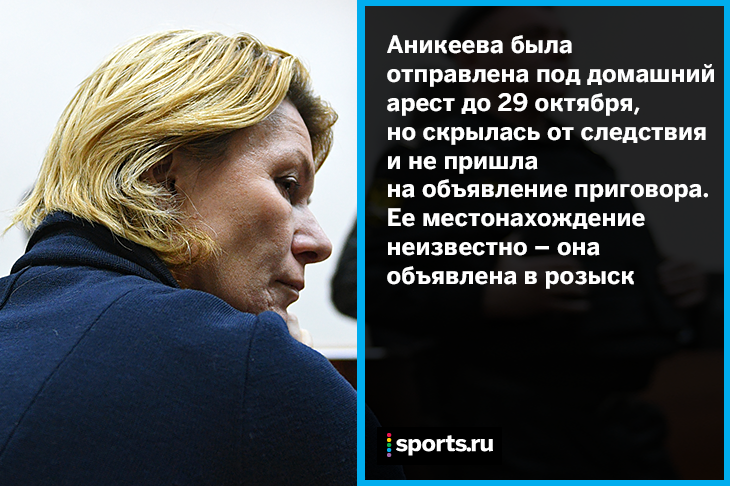 Аникеева была
отправлена под домашний
арест до 29 октября,
но скрылась от следствия
и не пришла
на объявление приговора.
Ее местонахождение
неизвестно – она
объявлена в розыск
sports.ru